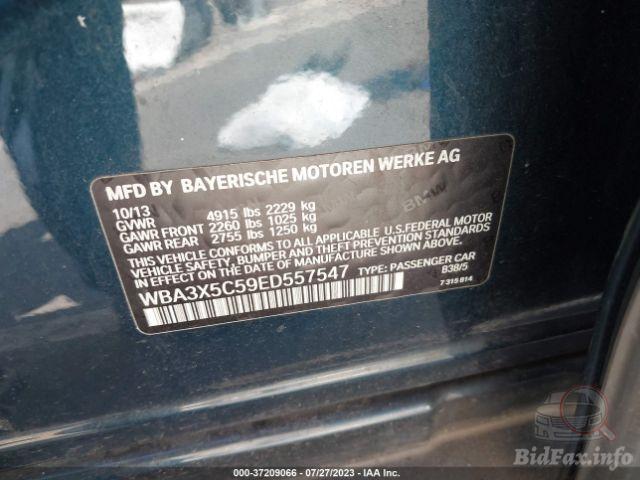 MFD BY BAYERISCHE MOTOREN WERKE AG
10/13
GVWR 4915 lbs 2229 kg
GAWR FRONT 2260 lbs 1025 kg
GAWR REAR 2755 lbs 1250 kg
THIS VEHICLE CONFORMS TO ALL APPLICABLE U.S.FEDERAL MOTOR
VEHICLE SAFETY, BUMPER AND THEFT PREVENTION STANDARDS
IN EFFECT ON THE DATE OF MANUFACTURE SHOWN ABOVE.
WBA3X5C59ED557547 TYPE: PASSENGER CAR
B38/5
7 315 814
BMW
BidFax.info
000-37209066 / 07/27/2023 - IAA Inc.